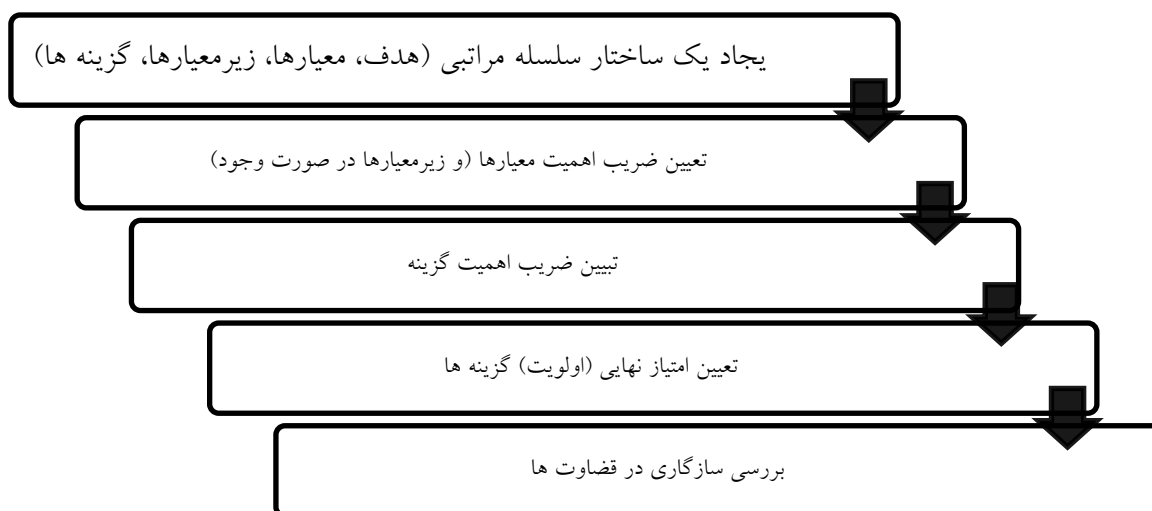 یجاد یک ساختار سلسله مراتبی (هدف، معیارها، زیرمعیارها، گزینه ها)
تعیین ضریب اهمیت معیارها (و زیرمعیارها در صورت وجود)
تبیین ضریب اهمیت گزینه
تعیین امتیاز نهایی (اولویت) گزینه ها
بررسی سازگاری در قضاوت ها